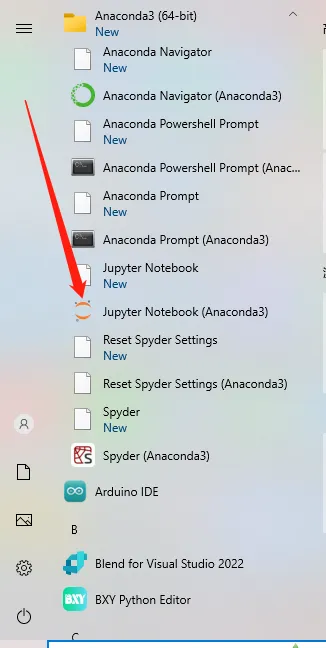 Anaconda3 (64-bit)
New
Anaconda Navigator
New
Anaconda Navigator (Anaconda3)
Anaconda Powershell Prompt
New
Anaconda Powershell Prompt (Anac...
Anaconda Prompt
New
Anaconda Prompt (Anaconda3)
Jupyter Notebook
New
Jupyter Notebook (Anaconda3)
Reset Spyder Settings
New
Reset Spyder Settings (Anaconda3)
Spyder
New
Spyder (Anaconda3)
Arduino IDE
B
Blend for Visual Studio 2022
BXY
BXY Python Editor
C